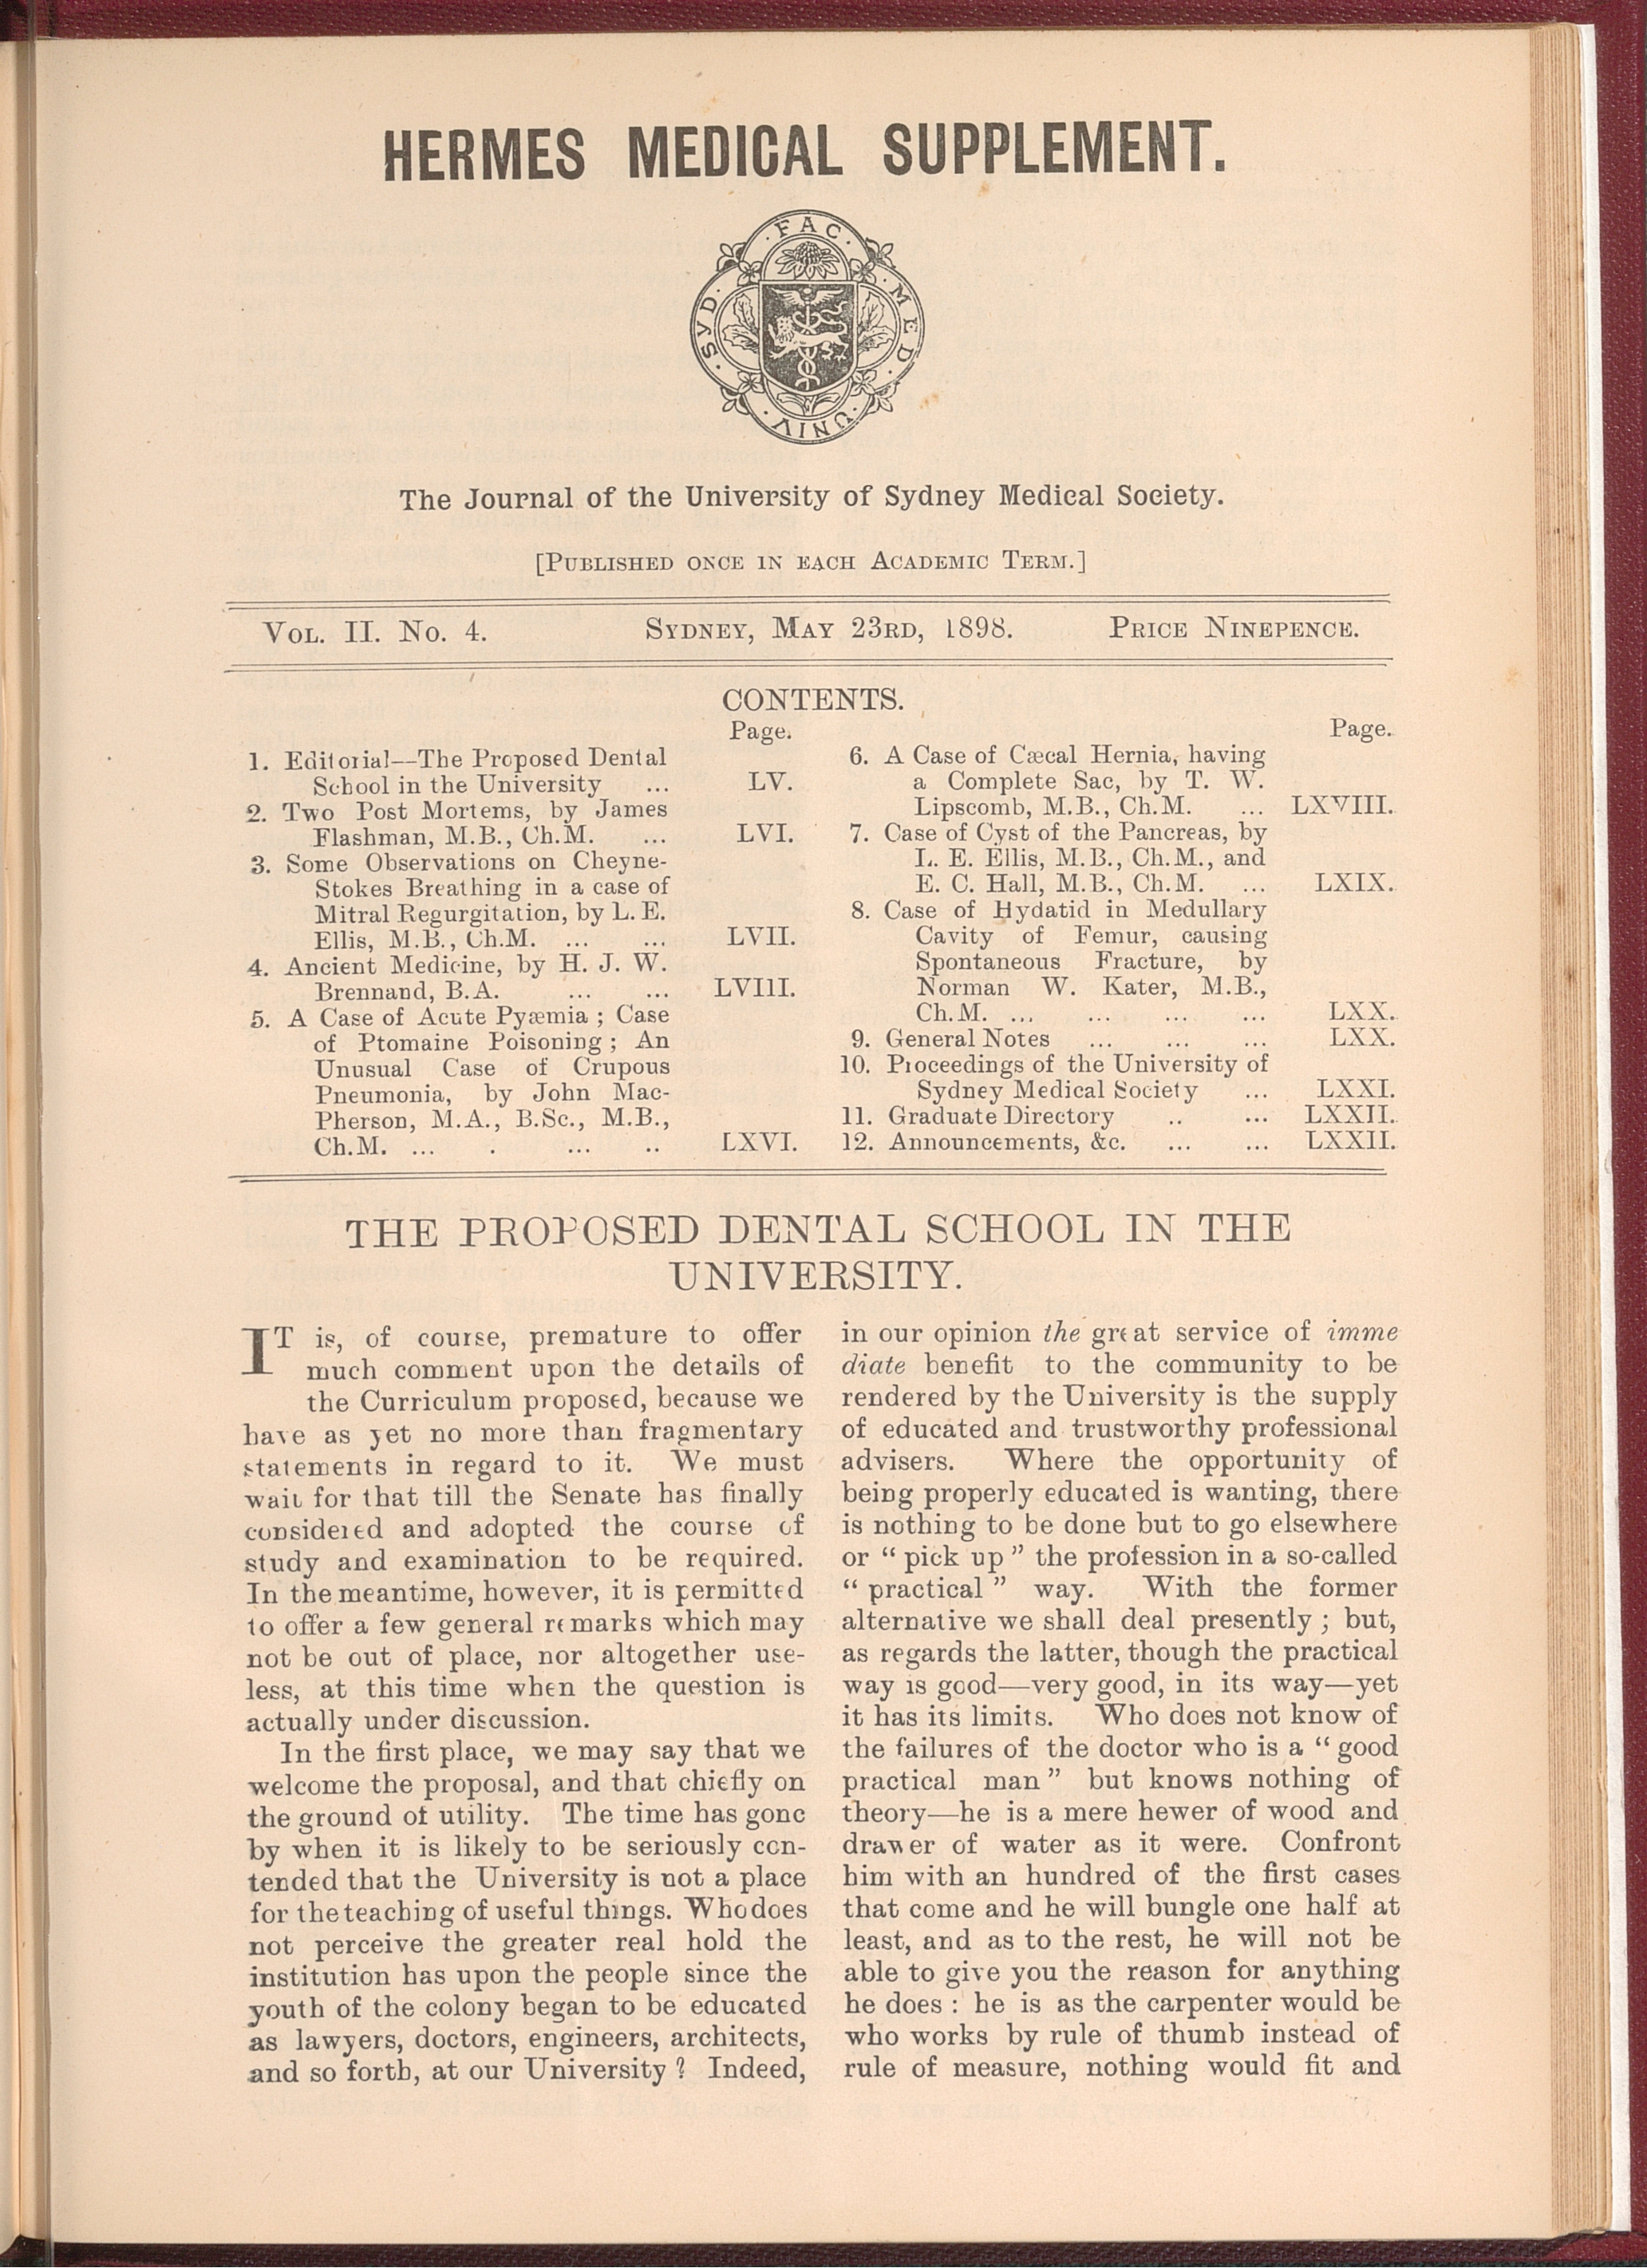 HERMES MEDICAL SUPPLEMENT.
· FAC · MED · UNIV · SYD ·
The Journal of the University of Sydney Medical Society.
[Published once in each Academic Term.]
Vol. II. No. 4. Sydney, May 23rd, 1898. Price Ninepence.
CONTENTS.
Page.
1. Editorial—The Proposed Dental
School in the University ... LV.
2. Two Post Mortems, by James
Flashman, M.B., Ch.M. ... LVI.
3. Some Observations on Cheyne-
Stokes Breathing in a case of
Mitral Regurgitation, by L. E.
Ellis, M.B., Ch.M. ... ... LVII.
4. Ancient Medicine, by H. J. W.
Brennand, B.A. ... ... LVIII.
5. A Case of Acute Pyæmia ; Case
of Ptomaine Poisoning ; An
Unusual Case of Crupous
Pneumonia, by John Mac-
Pherson, M.A., B.Sc., M.B.,
Ch.M. ... . ... .. LXVI.
Page.
6. A Case of Cæcal Hernia, having
a Complete Sac, by T. W.
Lipscomb, M.B., Ch.M. ... LXVIII.
7. Case of Cyst of the Pancreas, by
L. E. Ellis, M.B., Ch.M., and
E. C. Hall, M.B., Ch.M. ... LXIX.
8. Case of Hydatid in Medullary
Cavity of Femur, causing
Spontaneous Fracture, by
Norman W. Kater, M.B.,
Ch.M. ... ... ... ... LXX.
9. General Notes ... ... ... LXX.
10. Proceedings of the University of
Sydney Medical Society ... LXXI.
11. Graduate Directory .. ... LXXII.
12. Announcements, &c. ... ... LXXII.
THE PROPOSED DENTAL SCHOOL IN THE
UNIVERSITY.
IT is, of course, premature to offer
much comment upon the details of
the Curriculum proposed, because we
have as yet no more than fragmentary
statements in regard to it. We must
wait for that till the Senate has finally
considered and adopted the course of
study and examination to be required.
In the meantime, however, it is permitted
to offer a few general remarks which may
not be out of place, nor altogether use-
less, at this time when the question is
actually under discussion.
In the first place, we may say that we
welcome the proposal, and that chiefly on
the ground of utility. The time has gone
by when it is likely to be seriously con-
tended that the University is not a place
for the teaching of useful things. Who does
not perceive the greater real hold the
institution has upon the people since the
youth of the colony began to be educated
as lawyers, doctors, engineers, architects,
and so forth, at our University ? Indeed,
in our opinion the great service of imme
diate benefit to the community to be
rendered by the University is the supply
of educated and trustworthy professional
advisers. Where the opportunity of
being properly educated is wanting, there
is nothing to be done but to go elsewhere
or " pick up " the profession in a so-called
" practical " way. With the former
alternative we shall deal presently ; but,
as regards the latter, though the practical
way is good—very good, in its way—yet
it has its limits. Who does not know of
the failures of the doctor who is a " good
practical man " but knows nothing of
theory—he is a mere hewer of wood and
drawer of water as it were. Confront
him with an hundred of the first cases
that come and he will bungle one half at
least, and as to the rest, he will not be
able to give you the reason for anything
he does : he is as the carpenter would be
who works by rule of thumb instead of
rule of measure, nothing would fit and